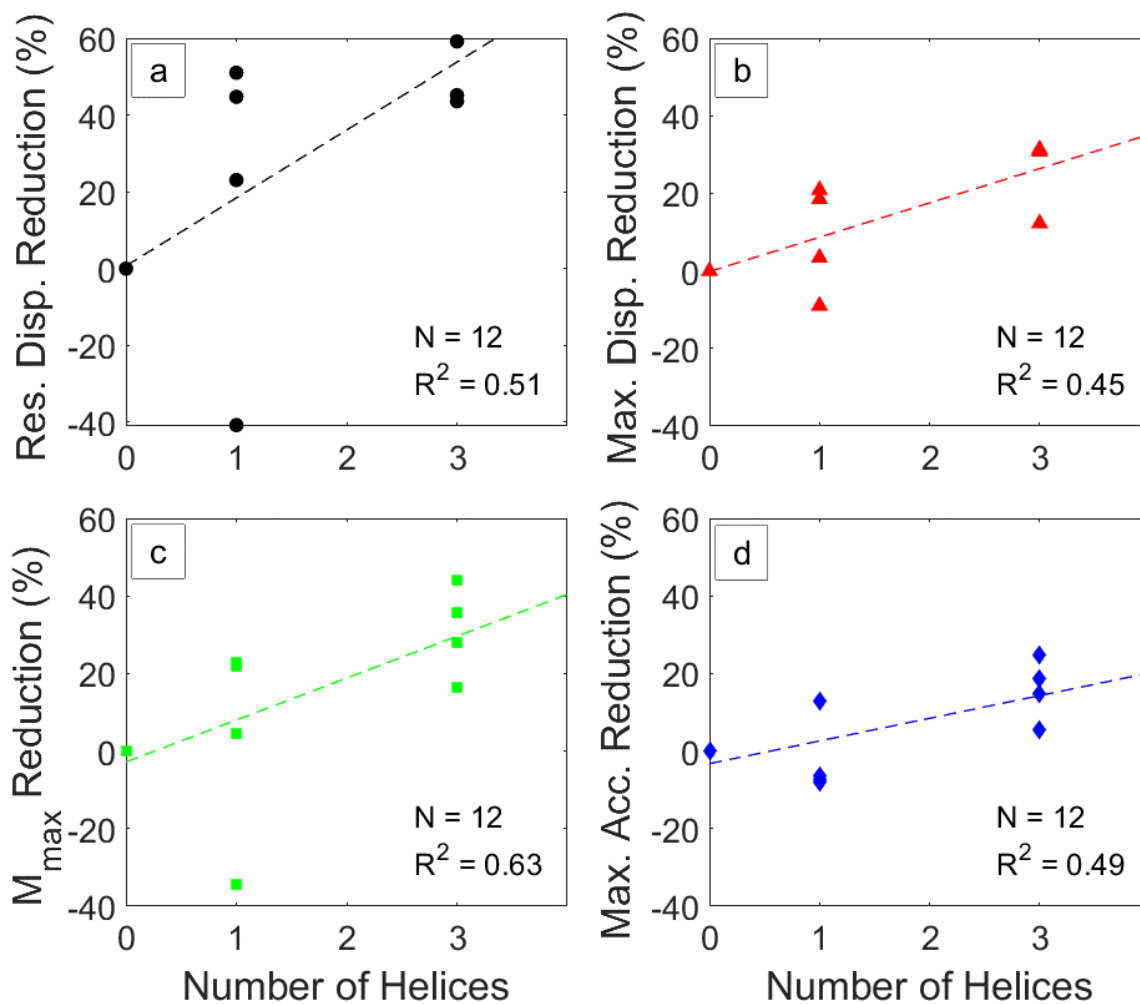 a
Res. Disp. Reduction (%)
60
40
20
0
-20
-40
0 1 2 3
N = 12
R² = 0.51
b
Max. Disp. Reduction (%)
60
40
20
0
-20
-40
0 1 2 3
N = 12
R² = 0.45
c
M_max Reduction (%)
60
40
20
0
-20
-40
0 1 2 3
Number of Helices
N = 12
R² = 0.63
d
Max. Acc. Reduction (%)
60
40
20
0
-20
-40
0 1 2 3
Number of Helices
N = 12
R² = 0.49